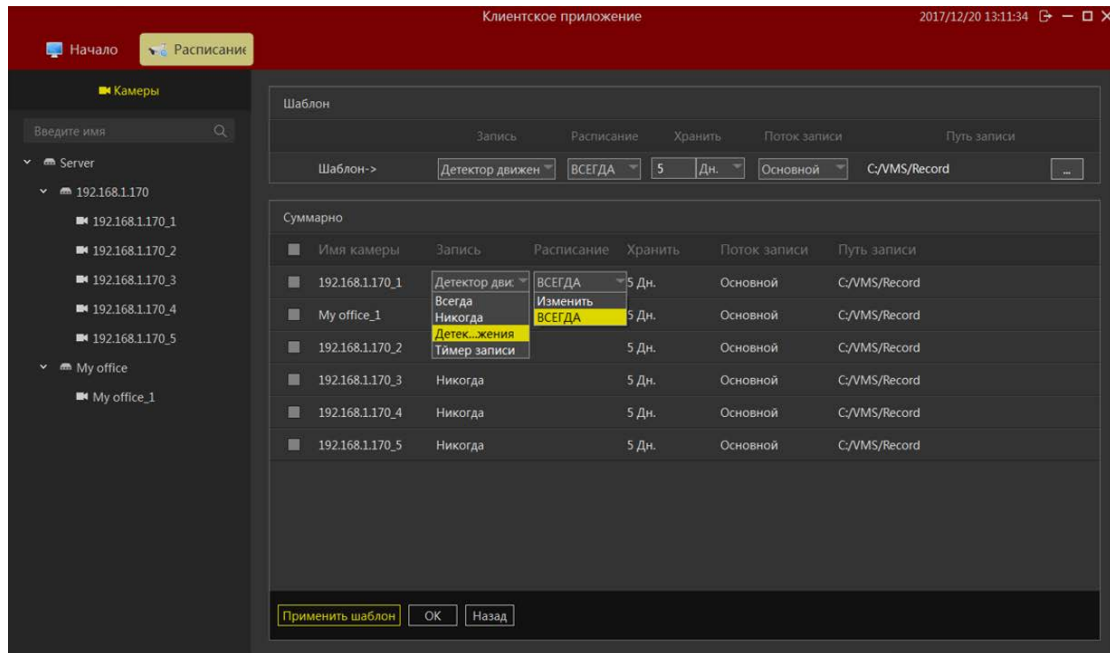 Клиентское приложение 2017/12/20 13:11:34
Начало Расписание
Камеры
Введите имя
Server
192.168.1.170
192.168.1.170_1
192.168.1.170_2
192.168.1.170_3
192.168.1.170_4
192.168.1.170_5
My office
My office_1
Шаблон
Запись Расписание Хранить Поток записи Путь записи
Шаблон-> Детектор движен ВСЕГДА 5 Дн. Основной C:/VMS/Record ...
Суммарно
Имя камеры Запись Расписание Хранить Поток записи Путь записи
192.168.1.170_1 Детектор дви: ВСЕГДА 5 Дн. Основной C:/VMS/Record
Всегда Изменить
My office_1 Никогда ВСЕГДА 5 Дн. Основной C:/VMS/Record
Детек...жения
192.168.1.170_2 Тймер записи 5 Дн. Основной C:/VMS/Record
192.168.1.170_3 Никогда 5 Дн. Основной C:/VMS/Record
192.168.1.170_4 Никогда 5 Дн. Основной C:/VMS/Record
192.168.1.170_5 Никогда 5 Дн. Основной C:/VMS/Record
Применить шаблон OK Назад